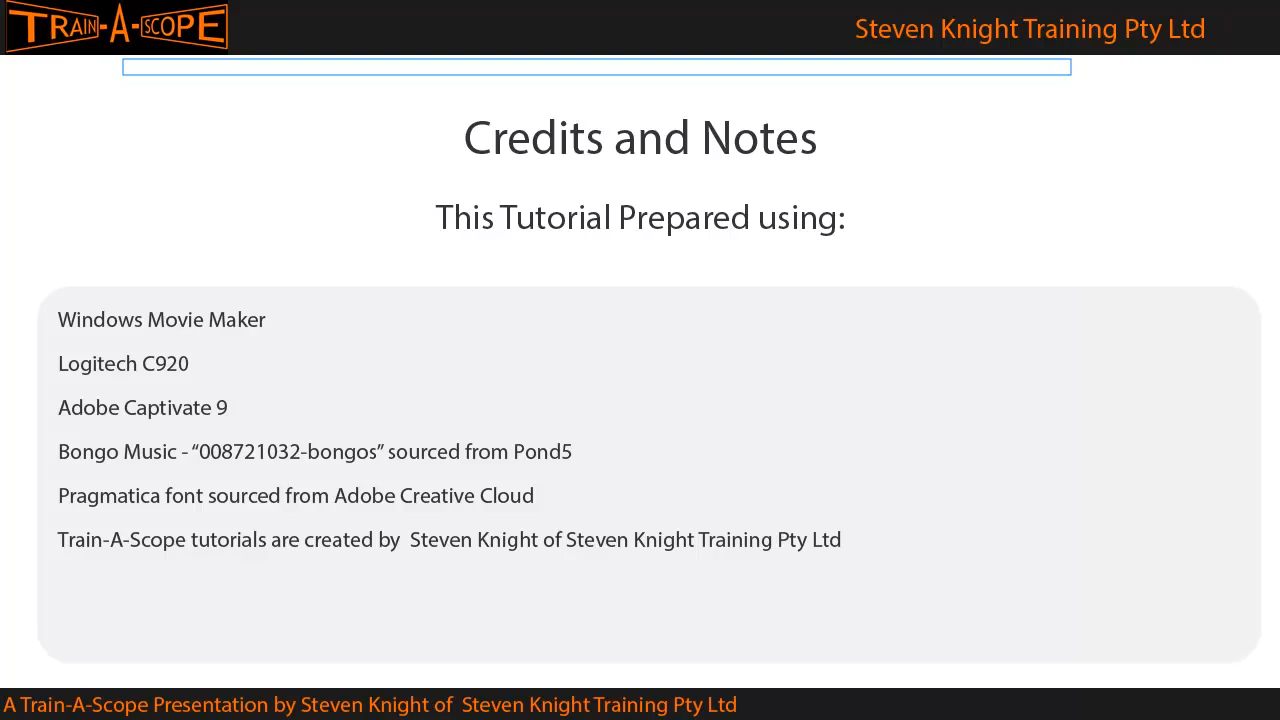 TRAIN-A-SCOPE
Steven Knight Training Pty Ltd
Credits and Notes
This Tutorial Prepared using:
Windows Movie Maker
Logitech C920
Adobe Captivate 9
Bongo Music - “008721032-bongos” sourced from Pond5
Pragmatica font sourced from Adobe Creative Cloud
Train-A-Scope tutorials are created by  Steven Knight of Steven Knight Training Pty Ltd
A Train-A-Scope Presentation by Steven Knight of  Steven Knight Training Pty Ltd